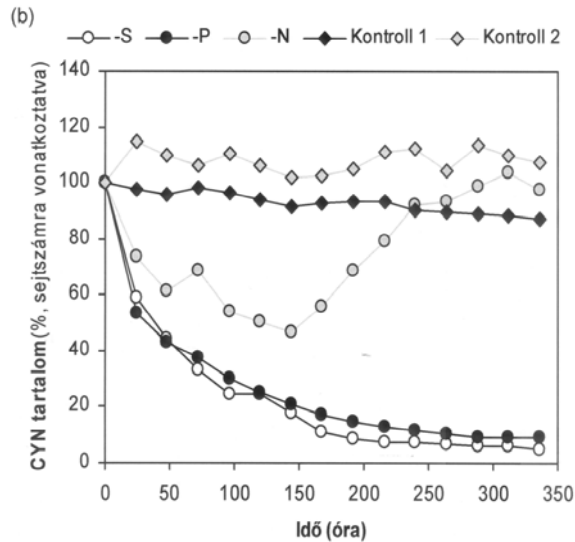 (b)
-S -P -N Kontroll 1 Kontroll 2
CYN tartalom (%, sejtszámra vonatkoztatva)
140
120
100
80
60
40
20
0
0 50 100 150 200 250 300 350
Idő (óra)